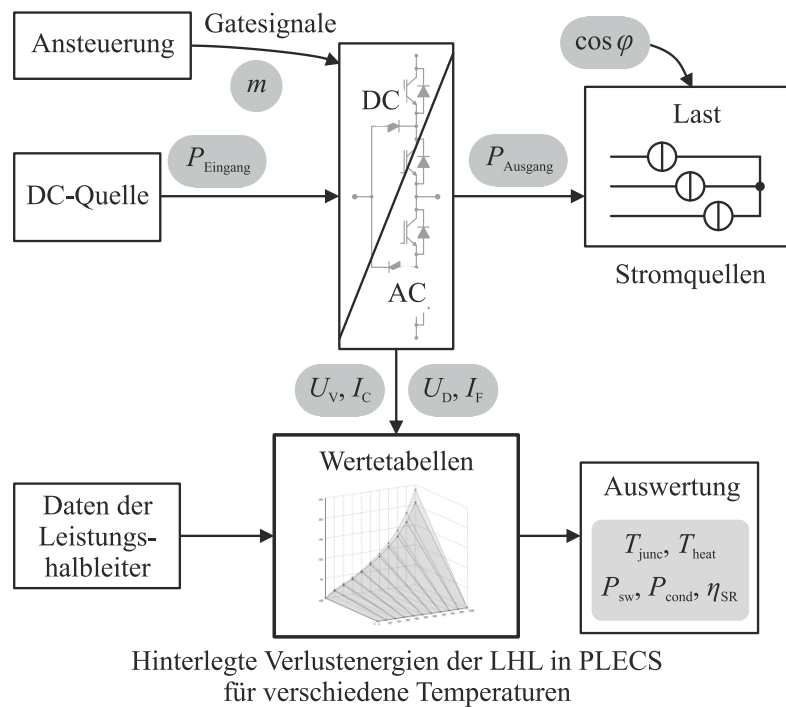 Ansteuerung
Gatesignale
m
cos φ
DC
Last
DC-Quelle
P_Eingang
P_Ausgang
AC
Stromquellen
U_V, I_C
U_D, I_F
Wertetabellen
Daten der
Leistungs-
halbleiter
Auswertung
T_junc, T_heat
P_sw, P_cond, η_SR
Hinterlegte Verlustenergien der LHL in PLECS
für verschiedene Temperaturen